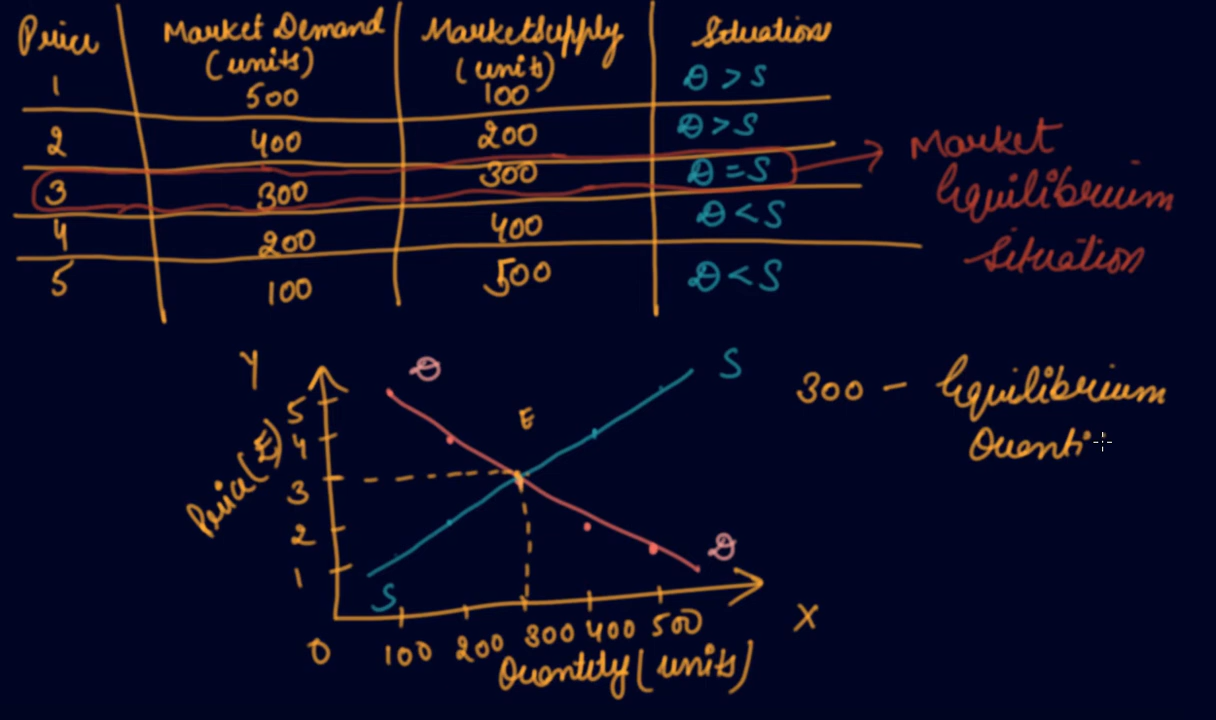 Price Market Demand (units) Market Supply (units) Situations
1 500 100 D > S
2 400 200 D > S
3 300 300 D = S
4 200 400 D < S
5 100 500 D < S
Market
Equilibrium
Situation
Y
D
S
E
5
4
3
2
1
Price(₤)
300 - Equilibrium
Quanti
D
S
X
0 100 200 300 400 500
Quantity (units)